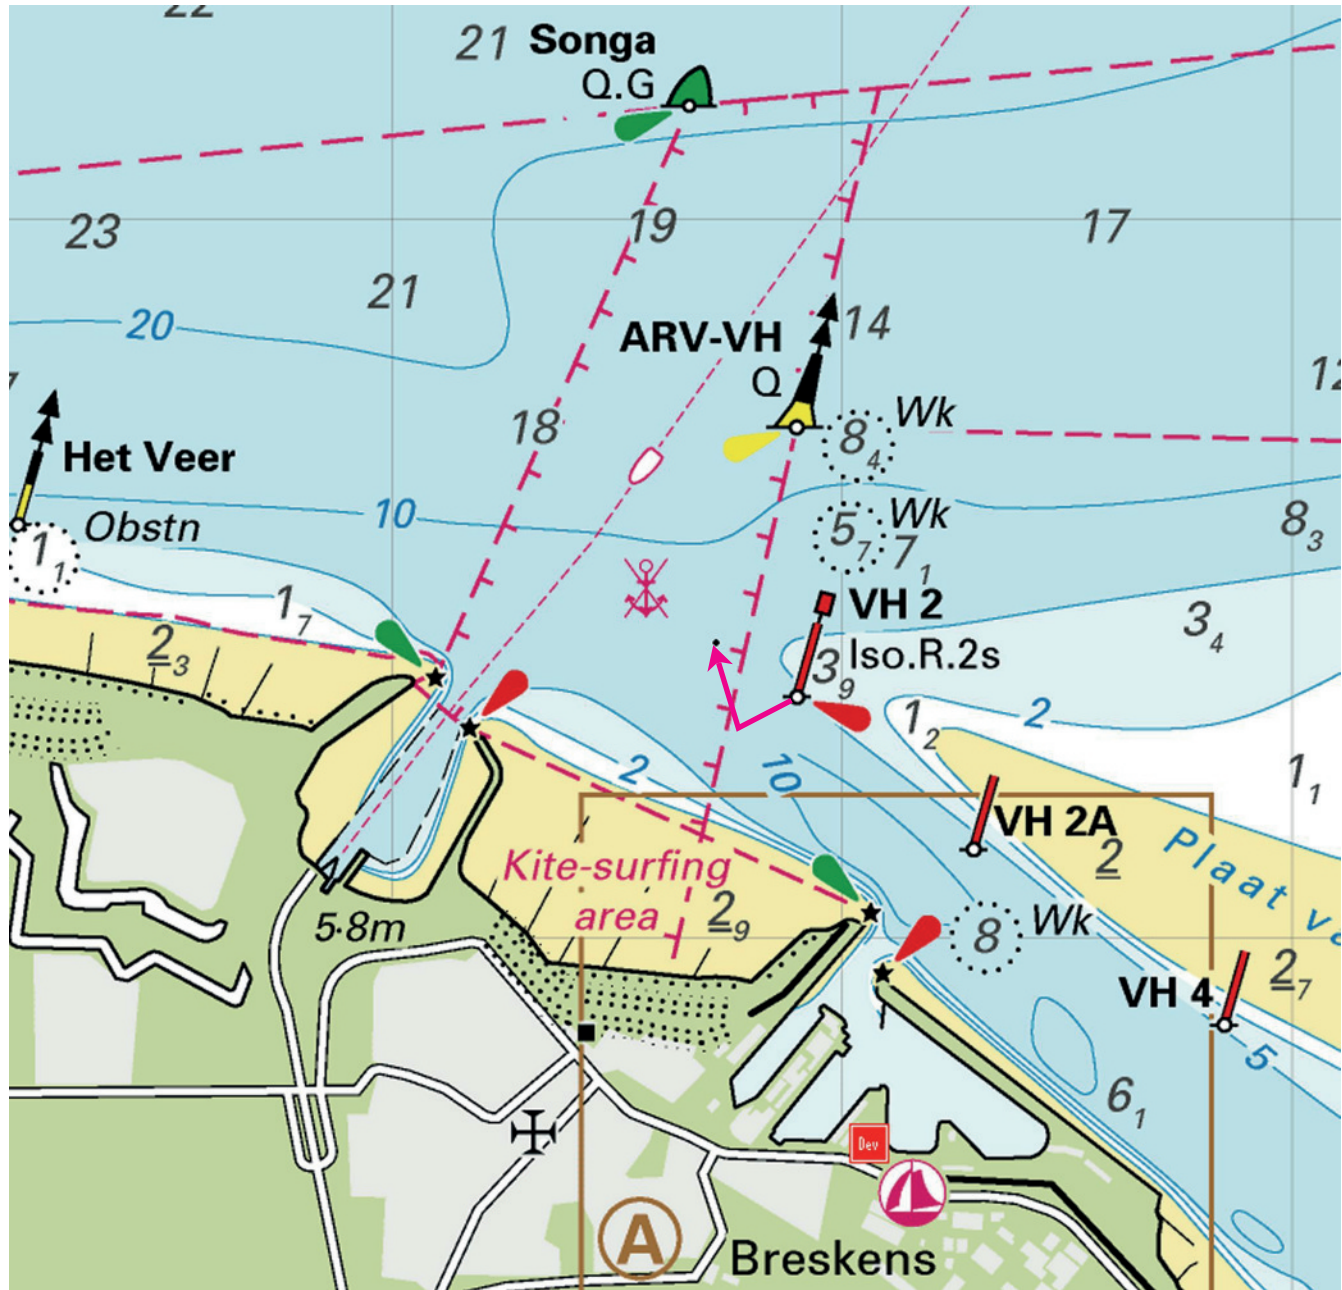 22
21 Songa
Q.G
19
23
17
21
20
ARV-VH
14
Q
12
Wk
8₄
18
Het Veer
10
Wk
5₇
7₁
8₃
Obstn
1₁
1₇
VH 2
3₄
Iso.R.2s
3₉
2₃
1₂
2
2
10
1₁
VH 2A
2
Plaat va
Kite-surfing
area
2₉
5·8m
8
Wk
2₇
VH 4
5
6₁
Dev
A
Breskens